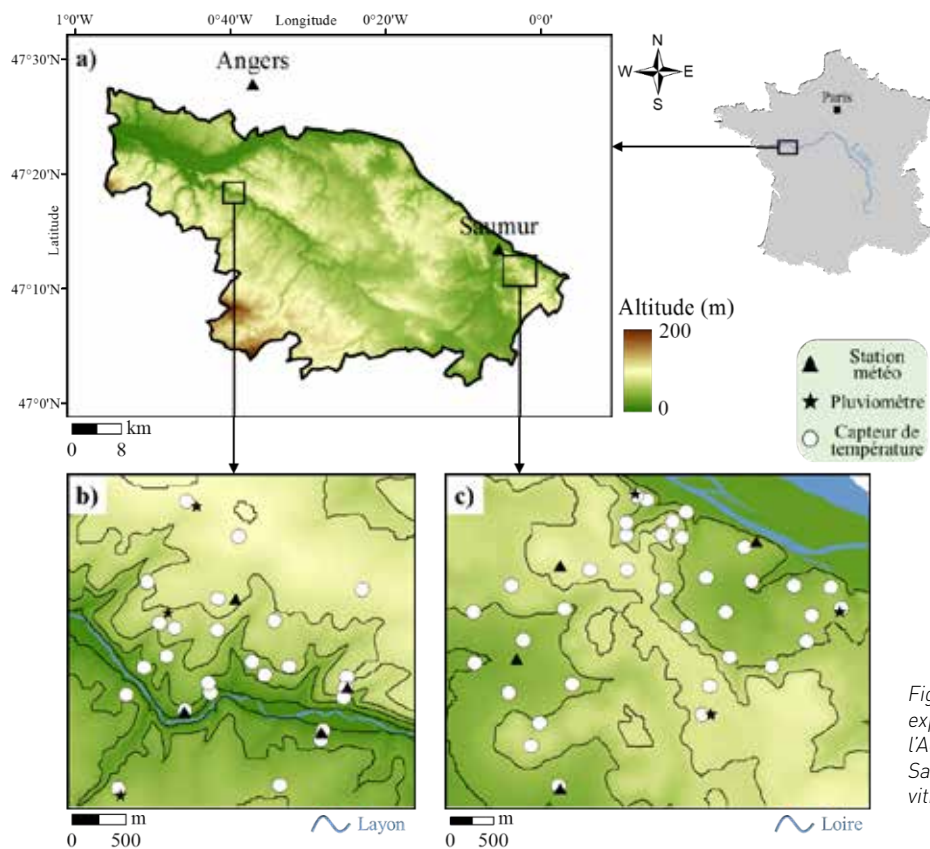 1°0'W
0°40'W
Longitude
0°20'W
0°0'
47°30'N
47°20'N
47°10'N
47°0'N
Latitude
a)
Angers
Saumur
N
W
E
S
Paris
Altitude (m)
200
0
km
0 8
Station
météo
Pluviomètre
Capteur de
température
b)
c)
m
0 500
Layon
m
0 500
Loire
Fig
exp
l'A
Sa
vit